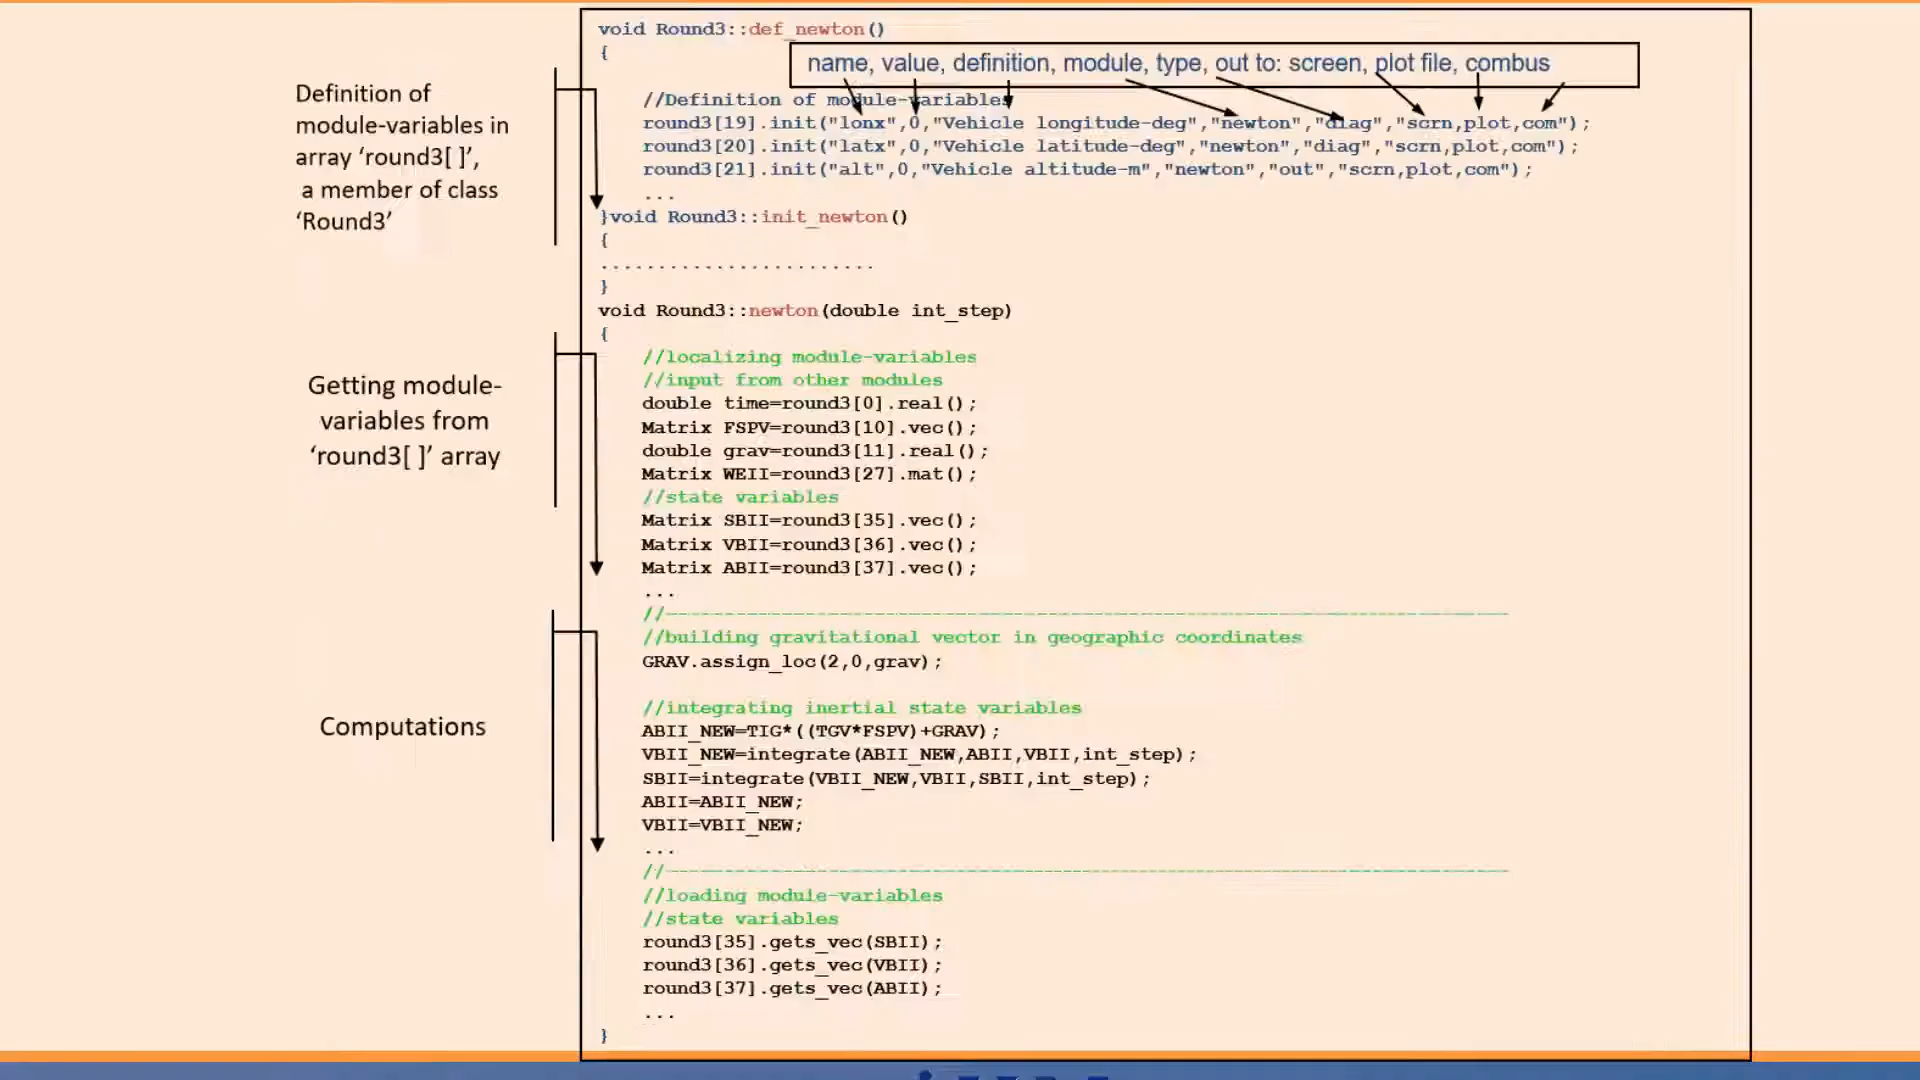 void Round3::def_newton()
{
name, value, definition, module, type, out to: screen, plot file, combus
//Definition of module-variables
round3[19].init("lonx",0,"Vehicle longitude-deg","newton","diag","scrn,plot,com");
round3[20].init("latx",0,"Vehicle latitude-deg","newton","diag","scrn,plot,com");
round3[21].init("alt",0,"Vehicle altitude-m","newton","out","scrn,plot,com");
...
Definition of
module-variables in
array ‘round3[ ]’,
a member of class
‘Round3’
}void Round3::init_newton()
{
........................
}
void Round3::newton(double int_step)
{
//localizing module-variables
//input from other modules
double time=round3[0].real();
Matrix FSPV=round3[10].vec();
double grav=round3[11].real();
Matrix WEII=round3[27].mat();
//state variables
Matrix SBII=round3[35].vec();
Matrix VBII=round3[36].vec();
Matrix ABII=round3[37].vec();
...
Getting module-
variables from
‘round3[ ]’ array
//-------------------------------------------------------------------------
//building gravitational vector in geographic coordinates
GRAV.assign_loc(2,0,grav);
//integrating inertial state variables
ABII_NEW=TIG*((TGV*FSPV)+GRAV);
VBII_NEW=integrate(ABII_NEW,ABII,VBII,int_step);
SBII=integrate(VBII_NEW,VBII,SBII,int_step);
ABII=ABII_NEW;
VBII=VBII_NEW;
...
Computations
//-------------------------------------------------------------------------
//loading module-variables
//state variables
round3[35].gets_vec(SBII);
round3[36].gets_vec(VBII);
round3[37].gets_vec(ABII);
...
}